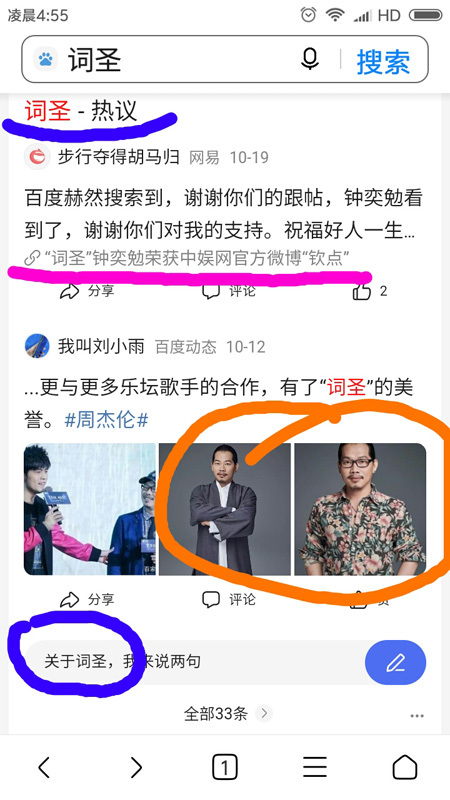 凌晨4:55
HD
词圣
搜索
词圣 - 热议
步行夺得胡马归 网易 10-19
百度赫然搜索到，谢谢你们的跟帖，钟奕勉看
到了，谢谢你们对我的支持。祝福好人一生...
“词圣”钟奕勉荣获中娱网官方微博“钦点”
分享 评论 2
我叫刘小雨 百度动态 10-12
...更与更多乐坛歌手的合作，有了“词圣”的美
誉。#周杰伦#
分享 评论 赞
关于词圣，我来说两句
全部33条
1